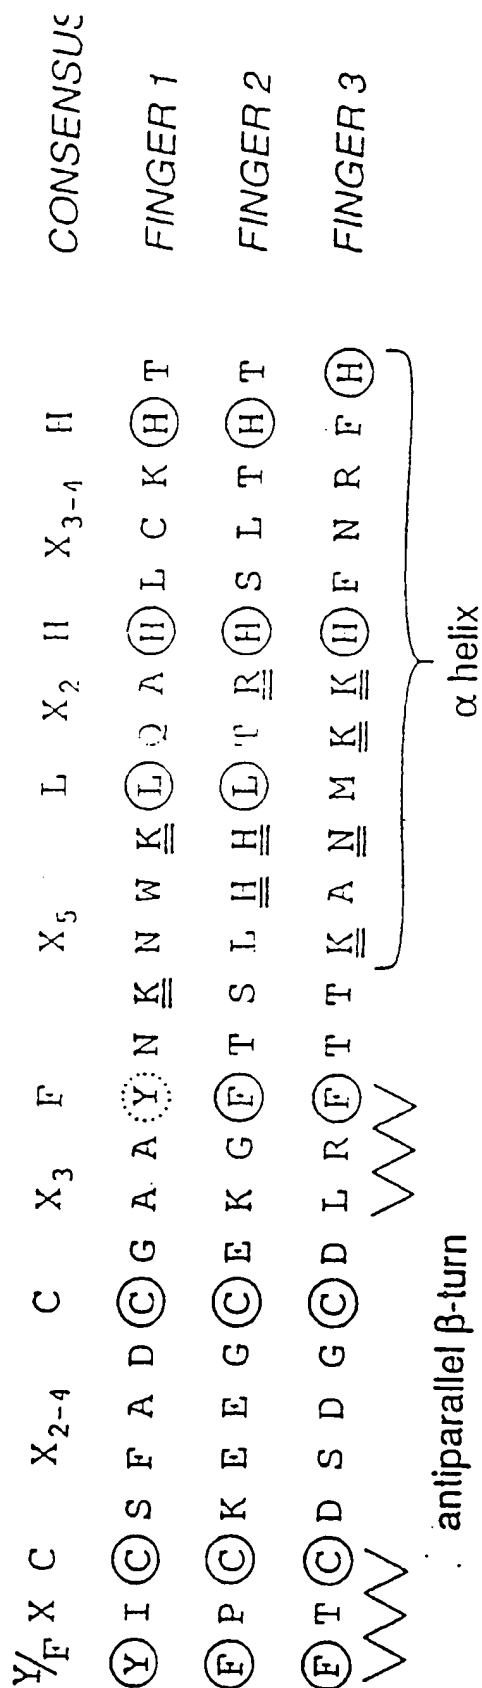 Y/F X C X₂₋₄ C X₃ F X₅ L X₂ H X₃₋₄ H CONSENSUS
Y I C S F A D C G A A Y N K N W K L Q A H L C K H T FINGER 1
F P C K E E G C E K G F T S L H H L T R H S L T H T FINGER 2
F T C D S D G C D L R F T T K A N M K K H F N R F H FINGER 3
antiparallel β-turn α helix